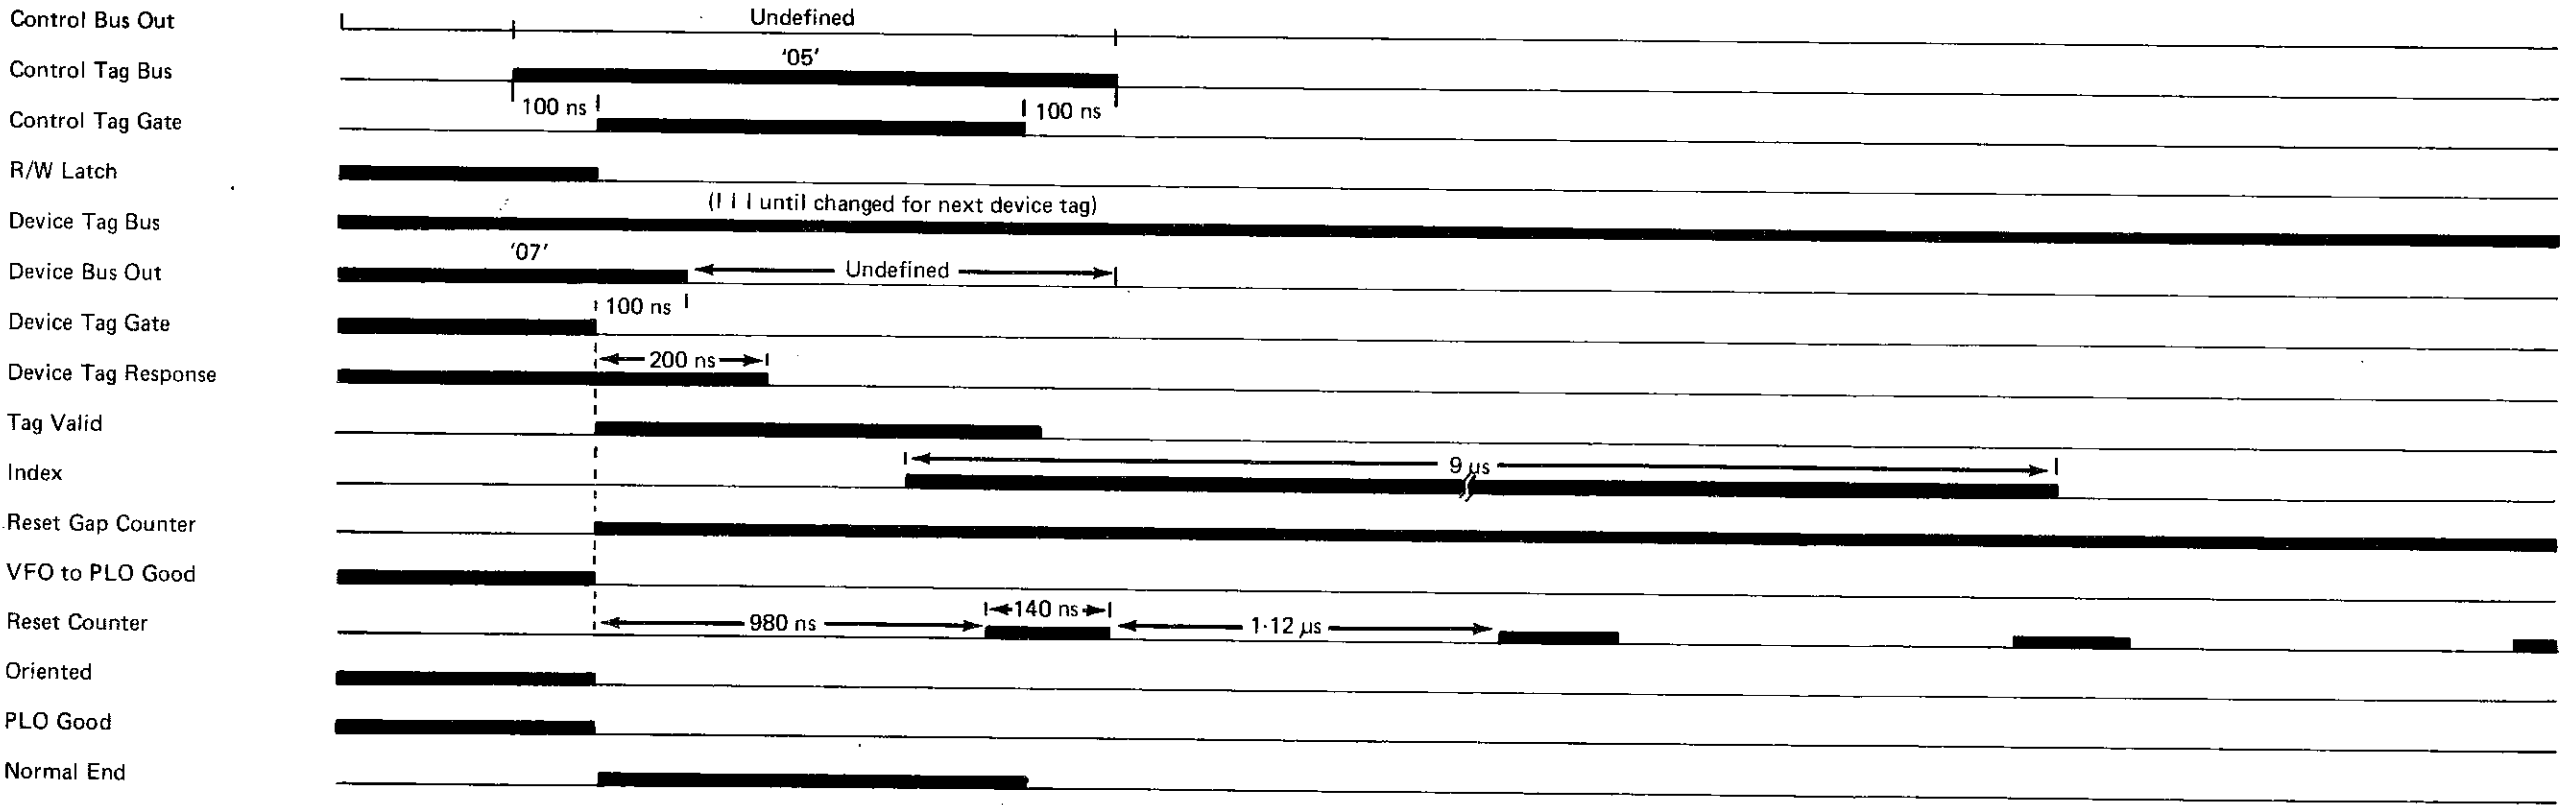 Control Bus Out Undefined
Control Tag Bus '05'
100 ns 100 ns
Control Tag Gate
R/W Latch
(I I I until changed for next device tag)
Device Tag Bus
'07'
Device Bus Out Undefined
100 ns
Device Tag Gate
200 ns
Device Tag Response
Tag Valid
9 µs
Index
Reset Gap Counter
VFO to PLO Good
140 ns
Reset Counter 980 ns 1·12 µs
Oriented
PLO Good
Normal End